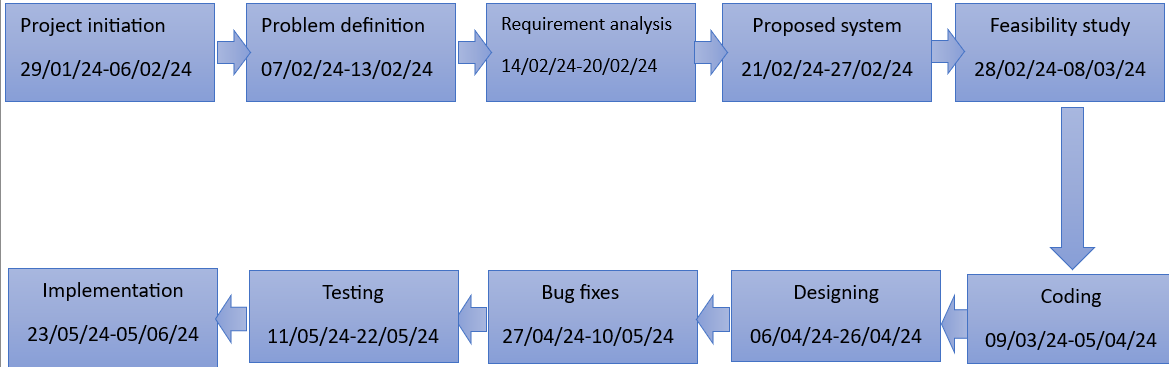 Project initiation
29/01/24-06/02/24
Problem definition
07/02/24-13/02/24
Requirement analysis
14/02/24-20/02/24
Proposed system
21/02/24-27/02/24
Feasibility study
28/02/24-08/03/24
Coding
09/03/24-05/04/24
Designing
06/04/24-26/04/24
Bug fixes
27/04/24-10/05/24
Testing
11/05/24-22/05/24
Implementation
23/05/24-05/06/24